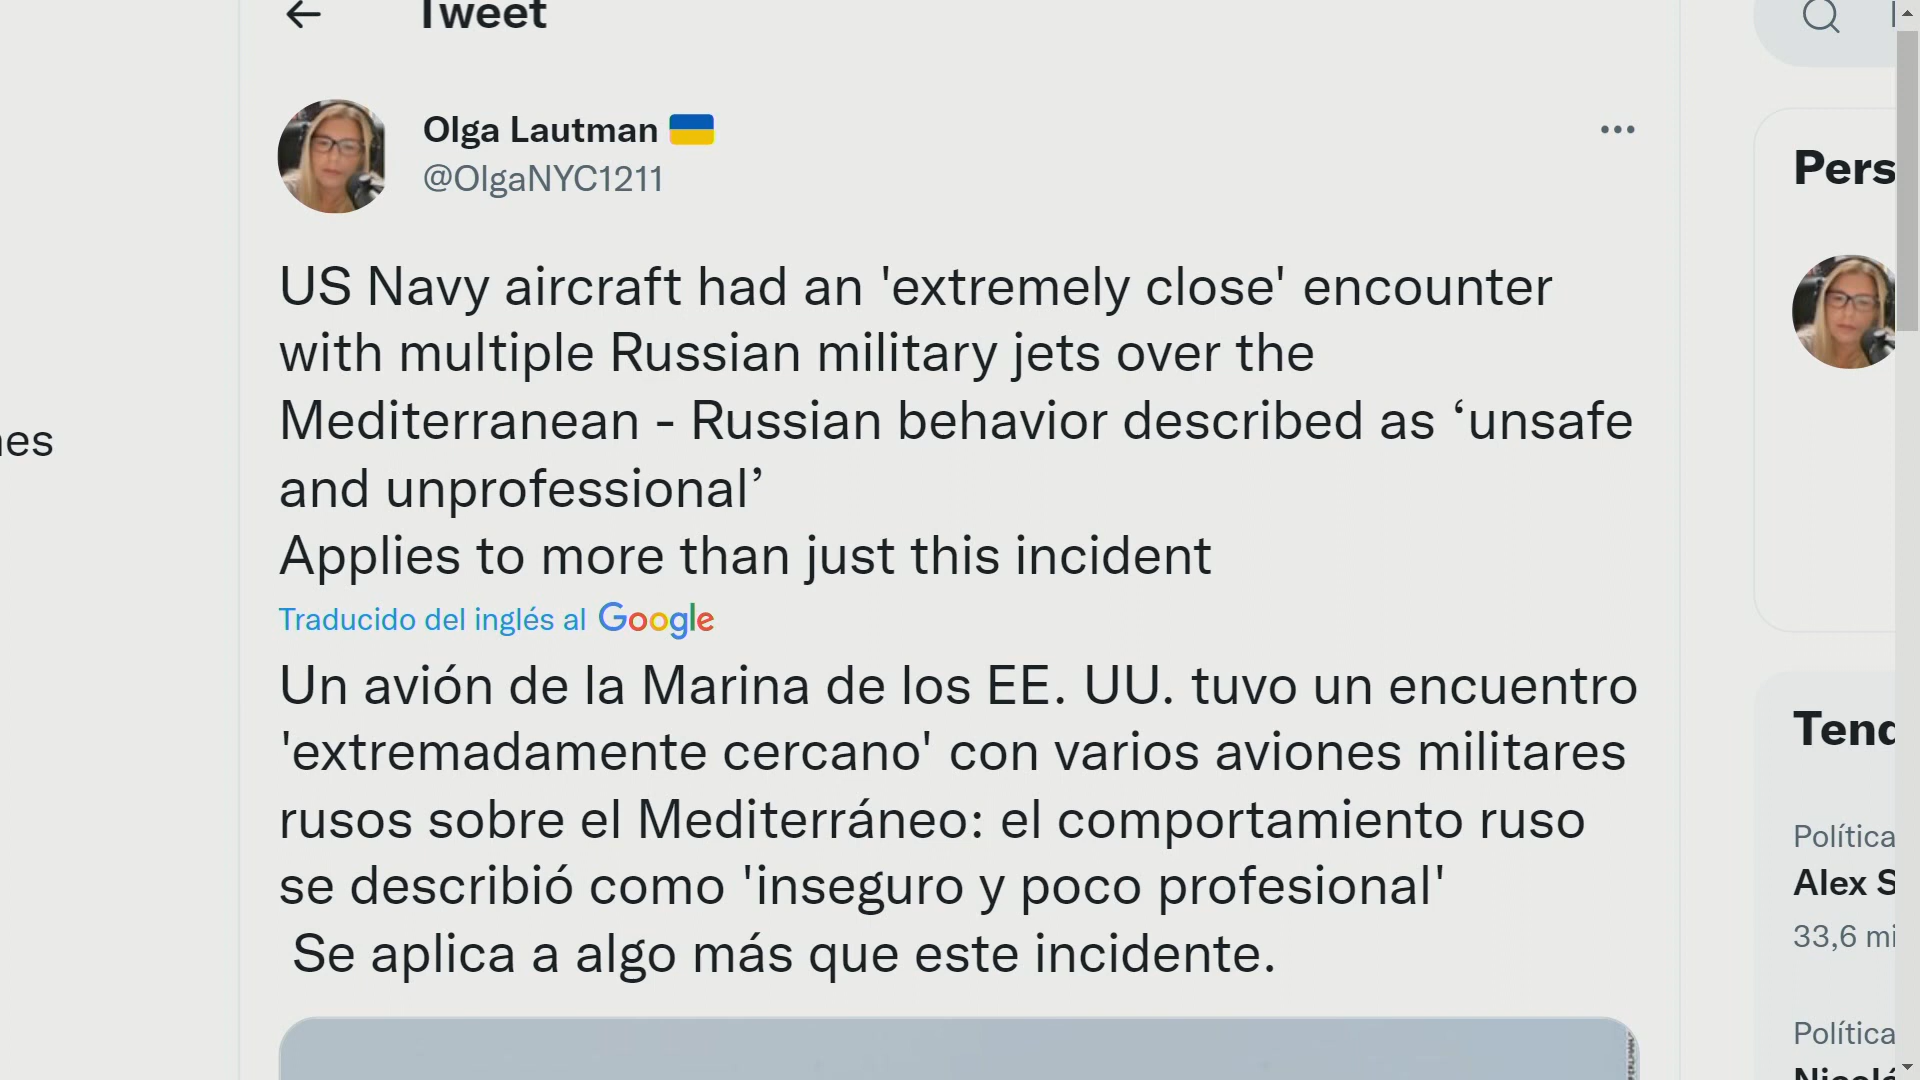 Tweet
Olga Lautman
@OlgaNYC1211
US Navy aircraft had an 'extremely close' encounter
with multiple Russian military jets over the
Mediterranean - Russian behavior described as ‘unsafe
and unprofessional’
Applies to more than just this incident
Traducido del inglés al Google
Un avión de la Marina de los EE. UU. tuvo un encuentro
'extremadamente cercano' con varios aviones militares
rusos sobre el Mediterráneo: el comportamiento ruso
se describió como 'inseguro y poco profesional'
Se aplica a algo más que este incidente.
nes
Pers
Tend
Política
Alex S
33,6 mi
Política